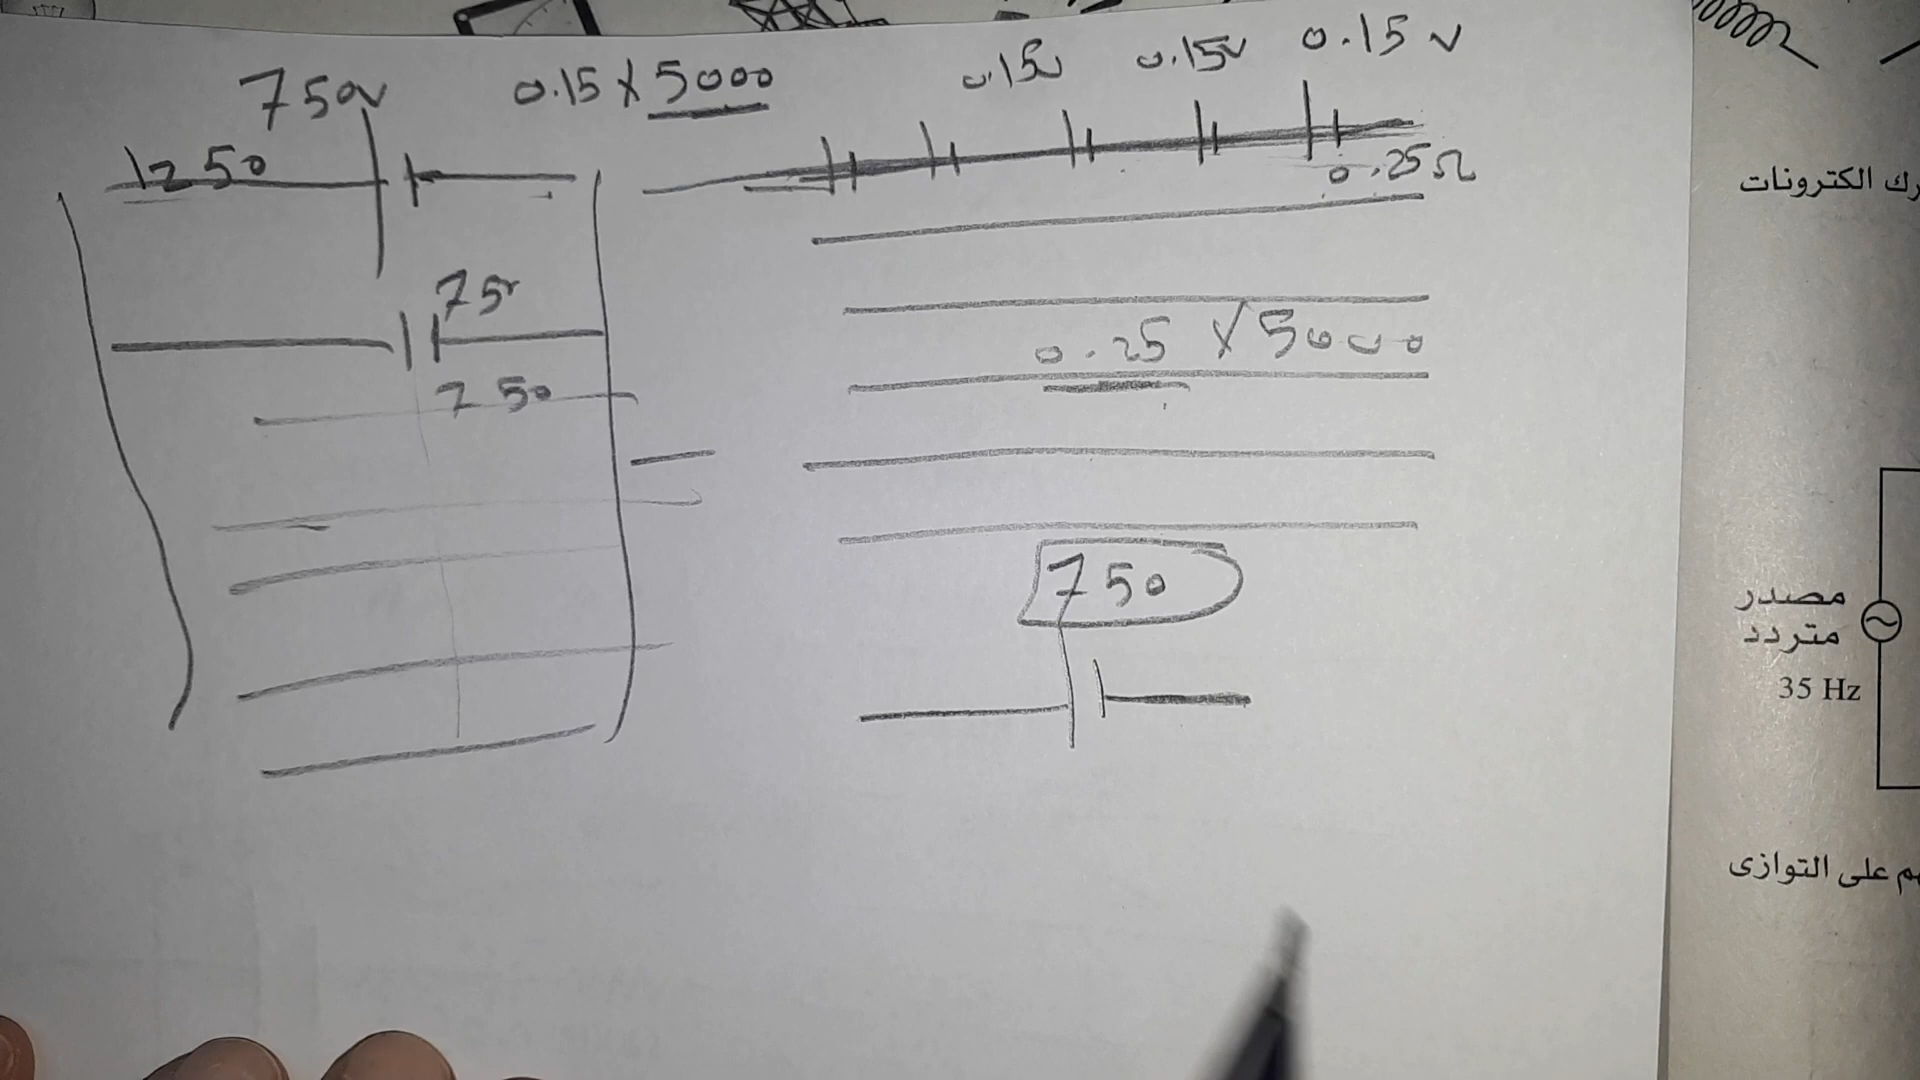 750v 0.15 X 5000 0.15v 0.15v 0.15 v
1250
0.25Ω
75
750
0.25 X 5000
750
رك الكترونات
مصدر
متردد
35 Hz
على التوازى